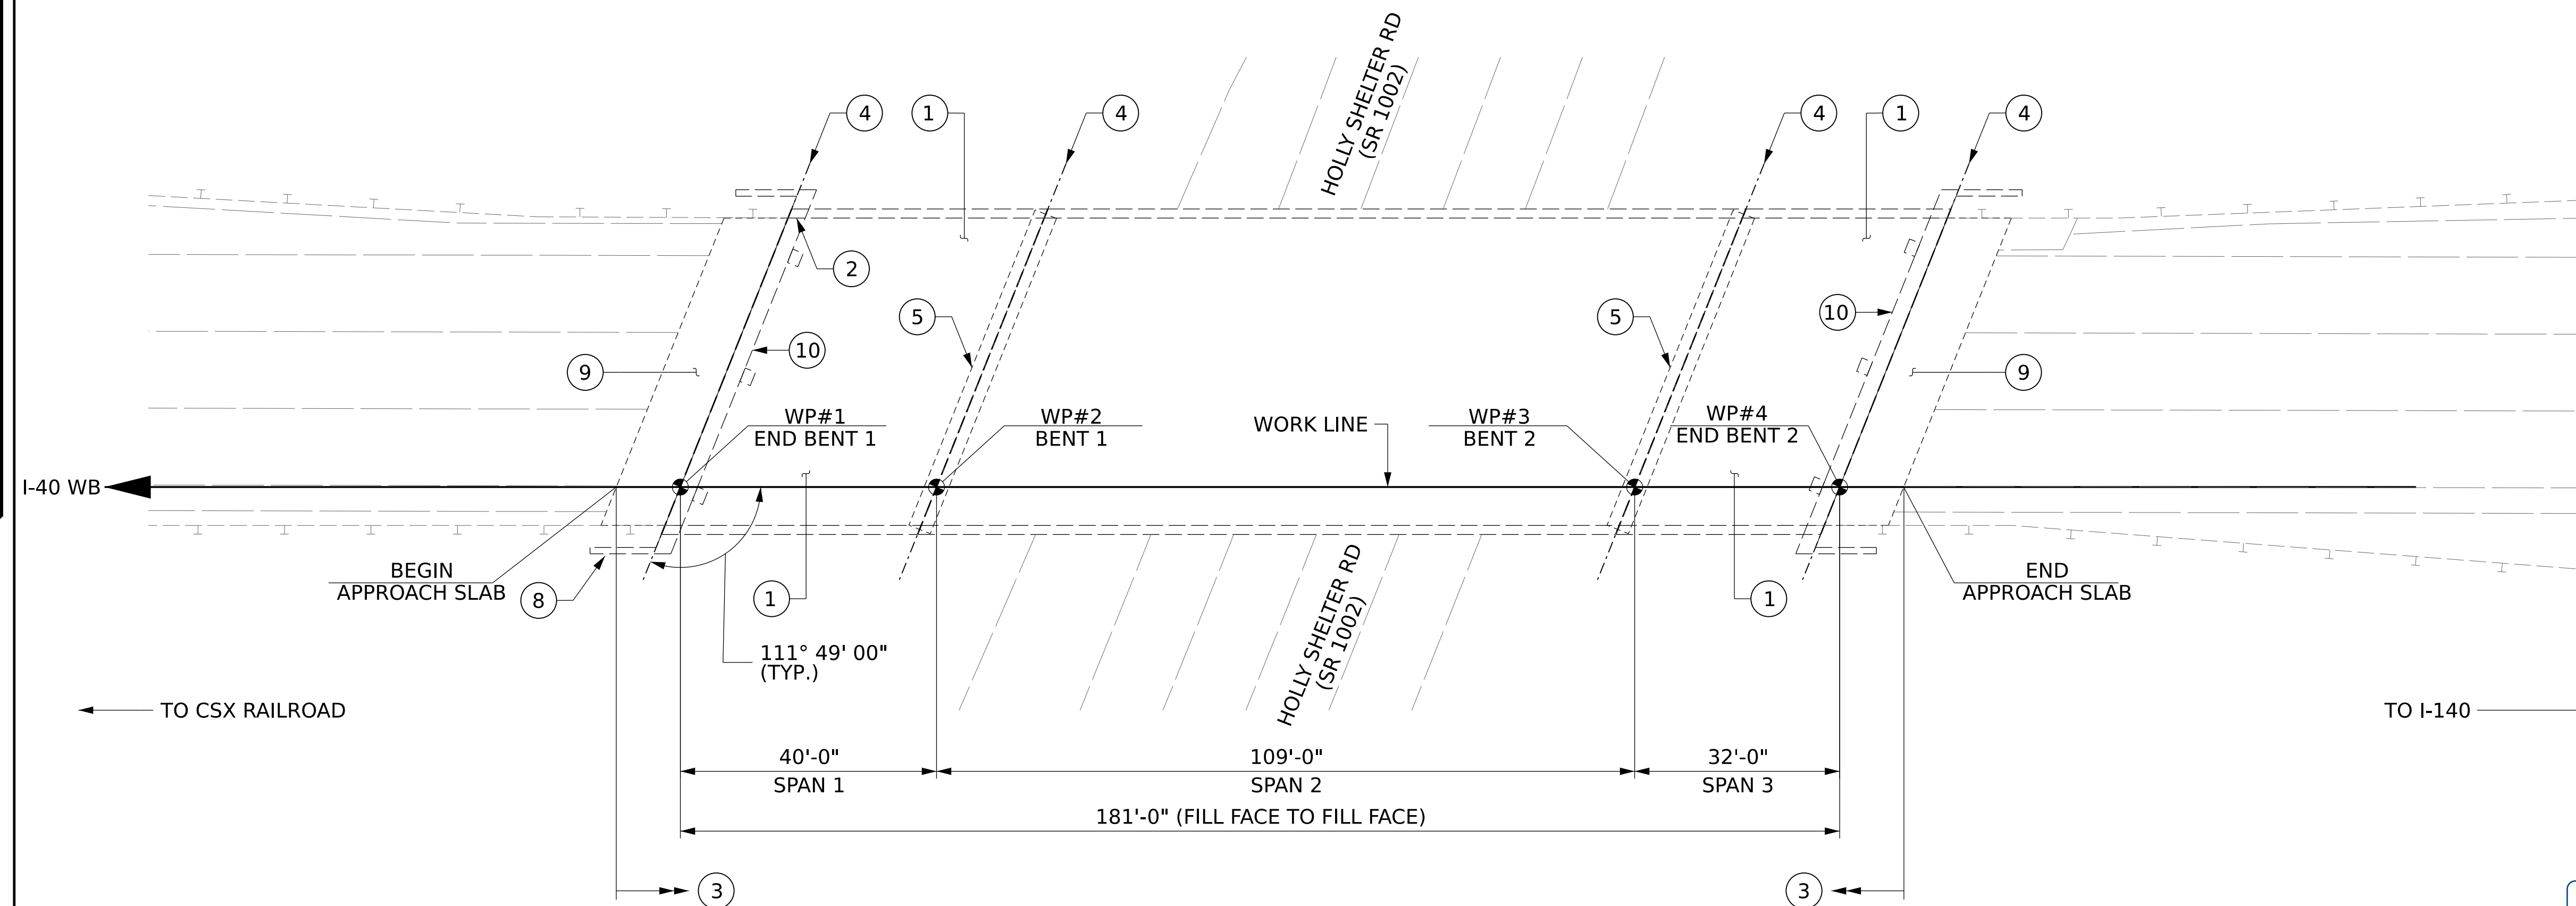 HOLLY SHELTER RD
(SR 1002)
4
1
4
4
1
4
2
5
5
10
10
9
9
WP#1
END BENT 1
WP#2
BENT 1
WORK LINE
WP#3
BENT 2
WP#4
END BENT 2
I-40 WB
BEGIN
APPROACH SLAB
8
1
HOLLY SHELTER RD
(SR 1002)
1
END
APPROACH SLAB
111° 49' 00"
(TYP.)
TO CSX RAILROAD
TO I-140
40'-0"
SPAN 1
109'-0"
SPAN 2
32'-0"
SPAN 3
181'-0" (FILL FACE TO FILL FACE)
3
3